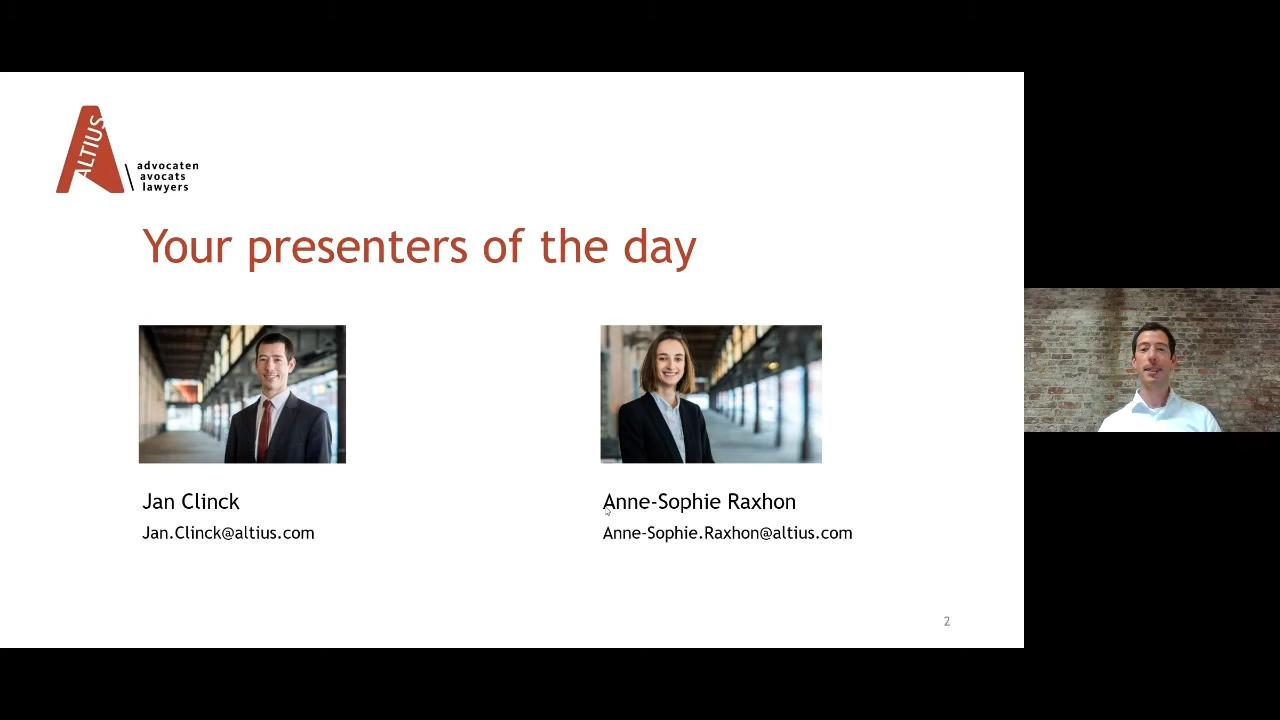 ALTIUS
advocaten
avocats
lawyers
Your presenters of the day
Jan Clinck
Anne-Sophie Raxhon
Jan.Clinck@altius.com
Anne-Sophie.Raxhon@altius.com
2